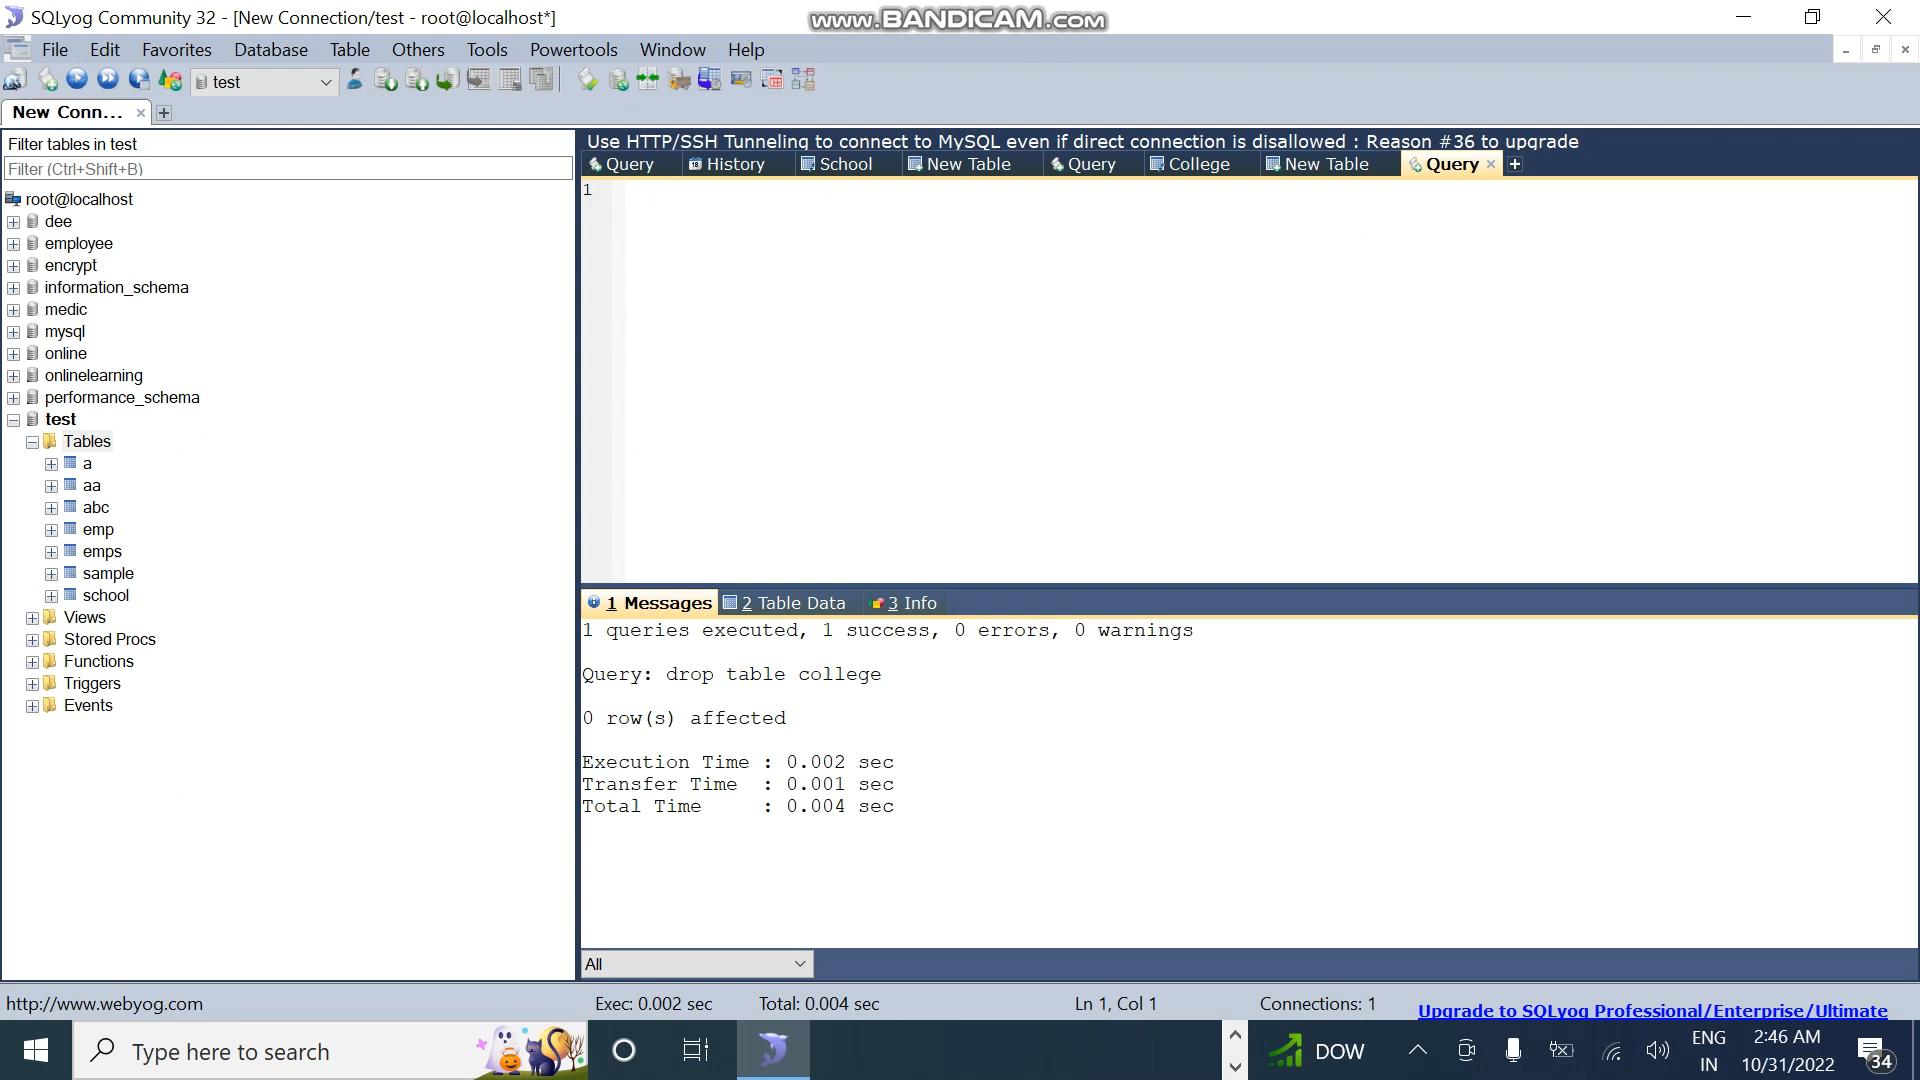 SQLyog Community 32 - [New Connection/test - root@localhost*]
www.BANDICAM.com
File Edit Favorites Database Table Others Tools Powertools Window Help
test
New Conn...
Filter tables in test
Filter (Ctrl+Shift+B)
root@localhost
dee
employee
encrypt
information_schema
medic
mysql
online
onlinelearning
performance_schema
test
Tables
a
aa
abc
emp
emps
sample
school
Views
Stored Procs
Functions
Triggers
Events
Use HTTP/SSH Tunneling to connect to MySQL even if direct connection is disallowed : Reason #36 to upgrade
Query History School New Table Query College New Table Query
1
1 Messages 2 Table Data 3 Info
1 queries executed, 1 success, 0 errors, 0 warnings
Query: drop table college
0 row(s) affected
Execution Time : 0.002 sec
Transfer Time : 0.001 sec
Total Time : 0.004 sec
All
http://www.webyog.com Exec: 0.002 sec Total: 0.004 sec Ln 1, Col 1 Connections: 1 Upgrade to SQLyog Professional/Enterprise/Ultimate
Type here to search
DOW
ENG
IN
2:46 AM
10/31/2022
34